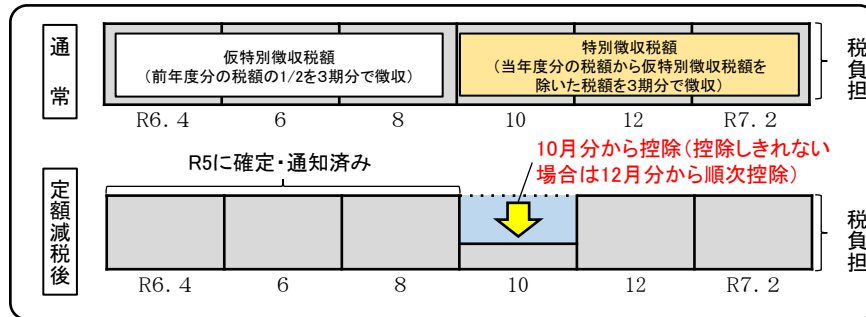 通常
仮特別徴収税額
(前年度分の税額の1/2を3期分で徴収)
特別徴収税額
(当年度分の税額から仮特別徴収税額を
除いた税額を3期分で徴収)
税負担
R6.4 6 8 10 12 R7.2
R5に確定・通知済み
10月分から控除(控除しきれない
場合は12月分から順次控除)
定額減税後
税負担
R6.4 6 8 10 12 R7.2